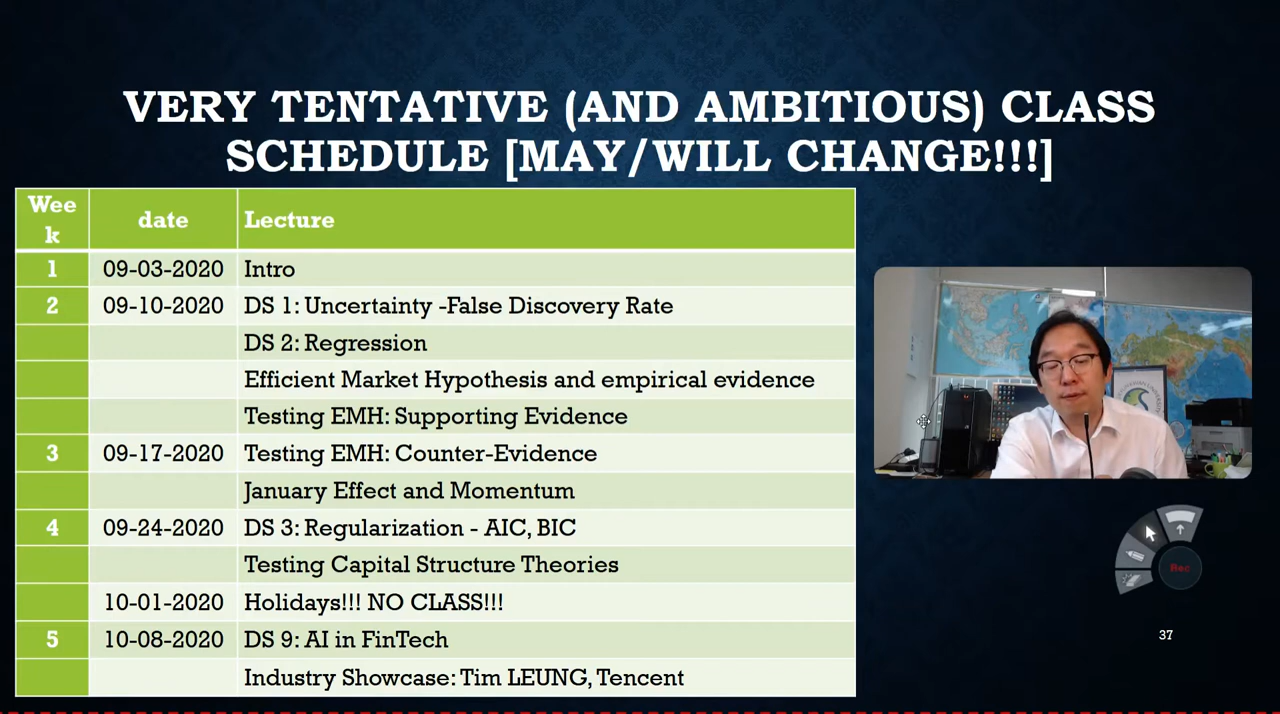 VERY TENTATIVE (AND AMBITIOUS) CLASS
SCHEDULE [MAY/WILL CHANGE!!!]
Wee
k
date
Lecture
1 09-03-2020 Intro
2 09-10-2020 DS 1: Uncertainty -False Discovery Rate
DS 2: Regression
Efficient Market Hypothesis and empirical evidence
Testing EMH: Supporting Evidence
3 09-17-2020 Testing EMH: Counter-Evidence
January Effect and Momentum
4 09-24-2020 DS 3: Regularization - AIC, BIC
Testing Capital Structure Theories
10-01-2020 Holidays!!! NO CLASS!!!
5 10-08-2020 DS 9: AI in FinTech
Industry Showcase: Tim LEUNG, Tencent
Rec
37